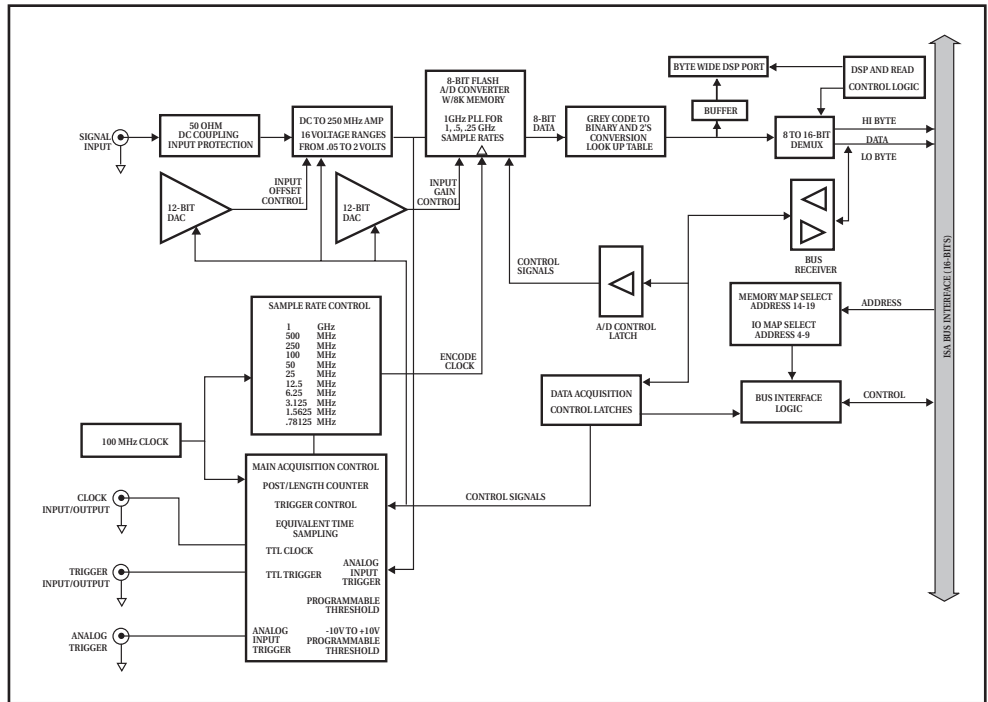 SIGNAL
INPUT
50 OHM
DC COUPLING
INPUT PROTECTION
DC TO 250 MHz AMP
16 VOLTAGE RANGES
FROM .05 TO 2 VOLTS
8-BIT FLASH
A/D CONVERTER
W/8K MEMORY
1GHz PLL FOR
1, .5, .25 GHz
SAMPLE RATES
8-BIT
DATA
GREY CODE TO
BINARY AND 2'S
CONVERSION
LOOK UP TABLE
BYTE WIDE DSP PORT
BUFFER
DSP AND READ
CONTROL LOGIC
8 TO 16-BIT
DEMUX
HI BYTE
DATA
LO BYTE
12-BIT
DAC
INPUT
OFFSET
CONTROL
12-BIT
DAC
INPUT
GAIN
CONTROL
CONTROL
SIGNALS
A/D CONTROL
LATCH
BUS
RECEIVER
ISA BUS INTERFACE (16-BITS)
MEMORY MAP SELECT
ADDRESS 14-19
IO MAP SELECT
ADDRESS 4-9
ADDRESS
SAMPLE RATE CONTROL
1 GHz
500 MHz
250 MHz
100 MHz
50 MHz
25 MHz
12.5 MHz
6.25 MHz
3.125 MHz
1.5625 MHz
.78125 MHz
ENCODE
CLOCK
DATA ACQUISITION
CONTROL LATCHES
BUS INTERFACE
LOGIC
CONTROL
100 MHz CLOCK
MAIN ACQUISITION CONTROL
POST/LENGTH COUNTER
TRIGGER CONTROL
EQUIVALENT TIME
SAMPLING
TTL CLOCK
TTL TRIGGER
ANALOG
INPUT
TRIGGER
PROGRAMMABLE
THRESHOLD
ANALOG
INPUT
TRIGGER
-10V TO +10V
PROGRAMMABLE
THRESHOLD
CONTROL SIGNALS
CLOCK
INPUT/OUTPUT
TRIGGER
INPUT/OUTPUT
ANALOG
TRIGGER